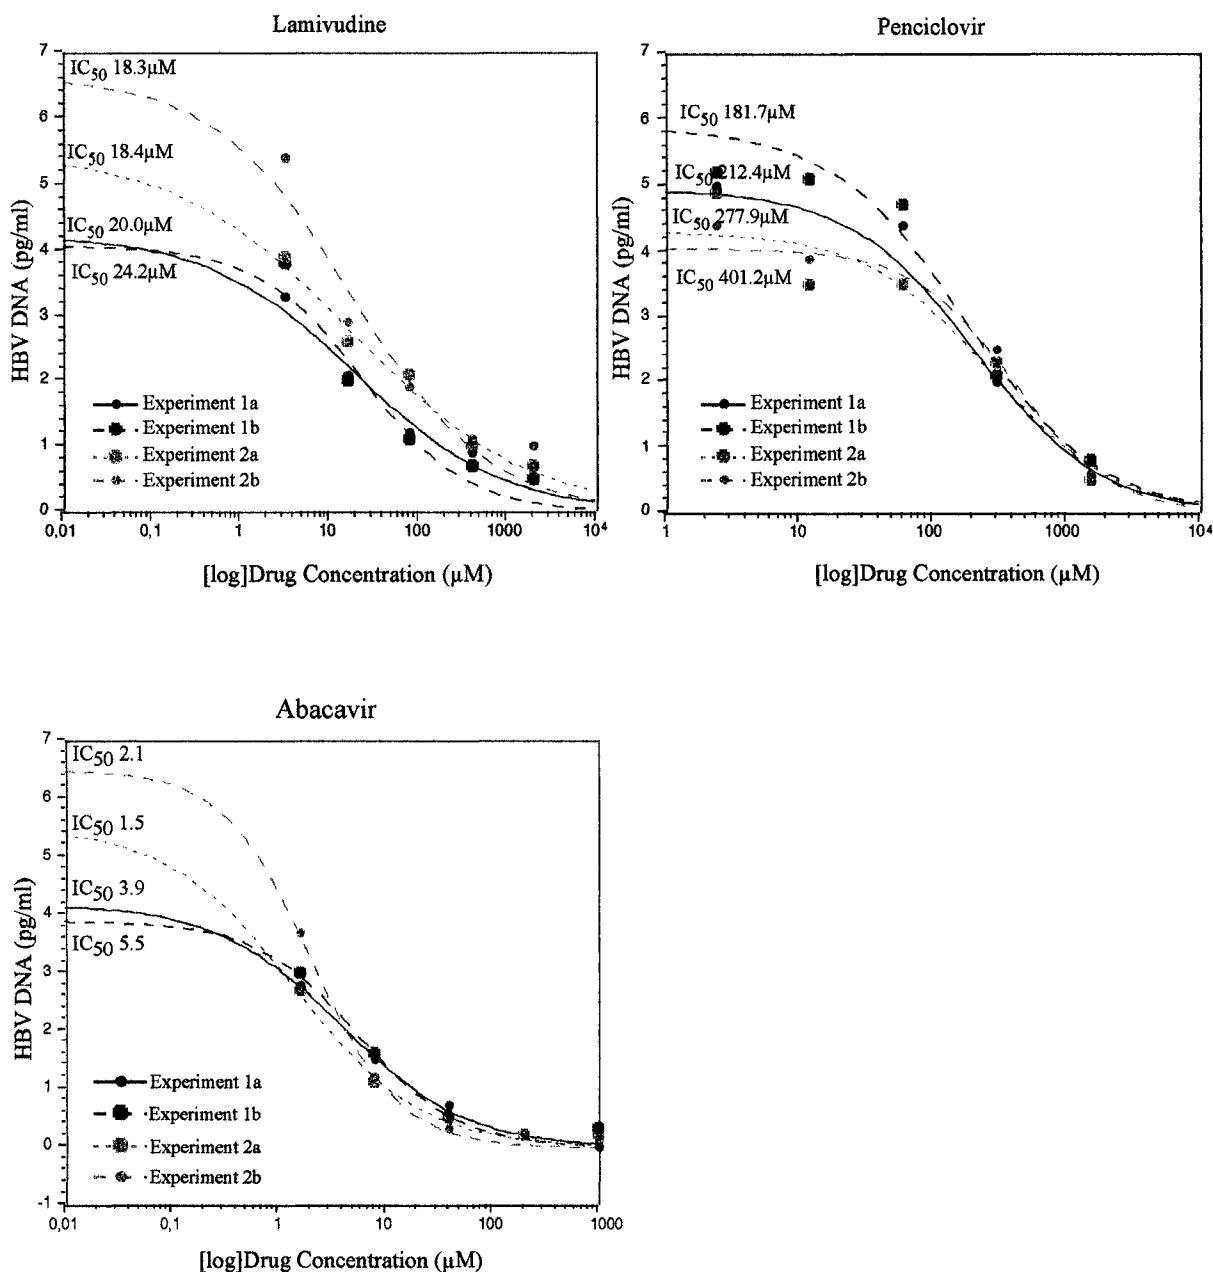 Lamivudine
7
6
5
4
3
2
1
0
HBV DNA (pg/ml)
IC50 18.3µM
IC50 18.4µM
IC50 20.0µM
IC50 24.2µM
Experiment 1a
Experiment 1b
Experiment 2a
Experiment 2b
0,01 0,1 1 10 100 1000 10⁴
[log]Drug Concentration (µM)
Penciclovir
7
6
5
4
3
2
1
0
HBV DNA (pg/ml)
IC50 181.7µM
IC50 212.4µM
IC50 277.9µM
IC50 401.2µM
Experiment 1a
Experiment 1b
Experiment 2a
Experiment 2b
1 10 100 1000 10⁴
[log]Drug Concentration (µM)
Abacavir
7
6
5
4
3
2
1
0
-1
HBV DNA (pg/ml)
IC50 2.1
IC50 1.5
IC50 3.9
IC50 5.5
Experiment 1a
Experiment 1b
Experiment 2a
Experiment 2b
0,01 0,1 1 10 100 1000
[log]Drug Concentration (µM)